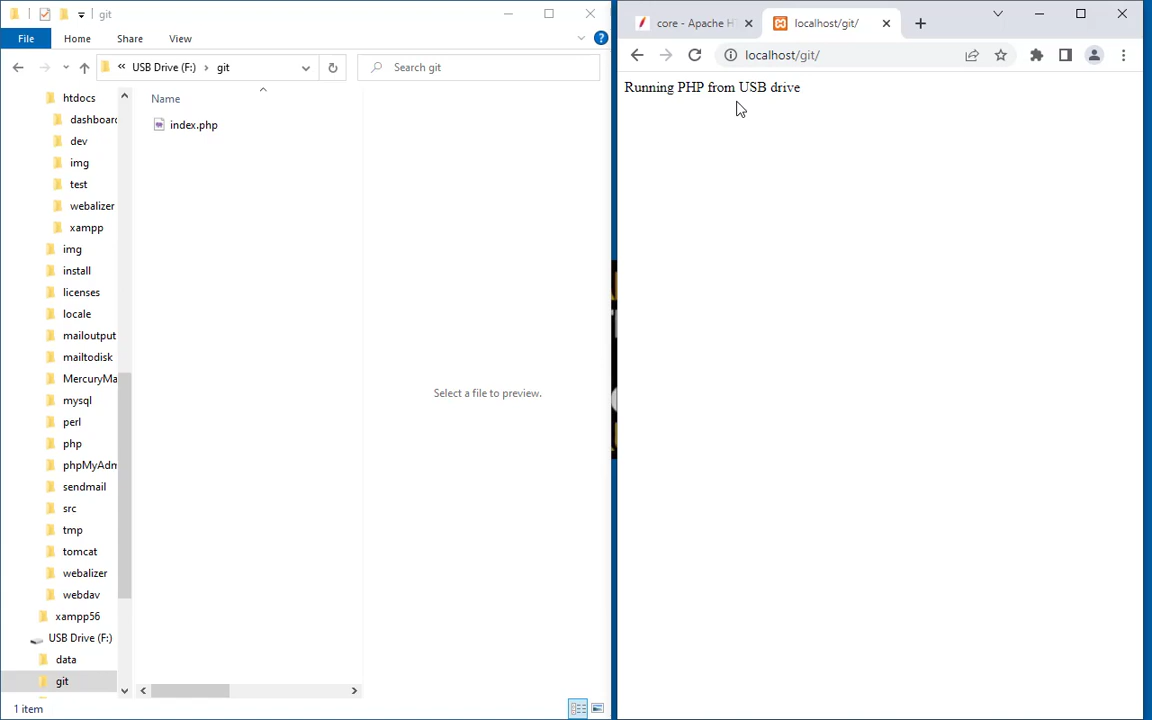 git
File
Home
Share
View
USB Drive (F:)
git
Search git
htdocs
dashboard
dev
img
test
webalizer
xampp
img
install
licenses
locale
mailoutput
mailtodisk
MercuryMa
mysql
perl
php
phpMyAdm
sendmail
src
tmp
tomcat
webalizer
webdav
xampp56
USB Drive (F:)
data
git
Name
index.php
Select a file to preview.
1 item
core - Apache H
localhost/git/
localhost/git/
Running PHP from USB drive